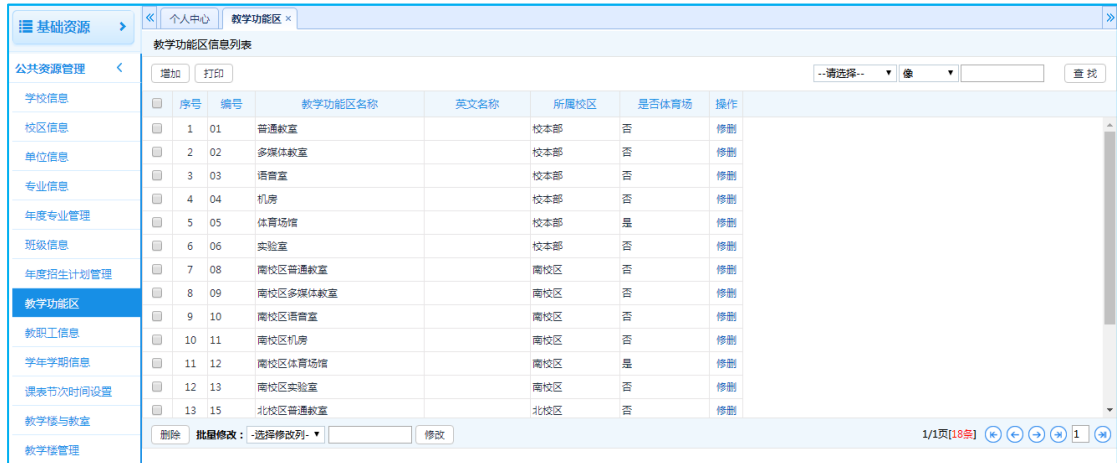 基础资源
公共资源管理
学校信息
校区信息
单位信息
专业信息
年度专业管理
班级信息
年度招生计划管理
教学功能区
教职工信息
学年学期信息
课表节次时间设置
教学楼与教室
教学楼管理
个人中心 教学功能区 ×
教学功能区信息列表
增加 打印 --请选择-- 像 查 找
序号 编号 教学功能区名称 英文名称 所属校区 是否体育场 操作
1 01 普通教室 校本部 否 修删
2 02 多媒体教室 校本部 否 修删
3 03 语音室 校本部 否 修删
4 04 机房 校本部 否 修删
5 05 体育场馆 校本部 是 修删
6 06 实验室 校本部 否 修删
7 08 南校区普通教室 南校区 否 修删
8 09 南校区多媒体教室 南校区 否 修删
9 10 南校区语音室 南校区 否 修删
10 11 南校区机房 南校区 否 修删
11 12 南校区体育场馆 南校区 是 修删
12 13 南校区实验室 南校区 否 修删
13 15 北校区普通教室 北校区 否 修删
删除 批量修改： -选择修改列- 修改 1/1页[18条] 1